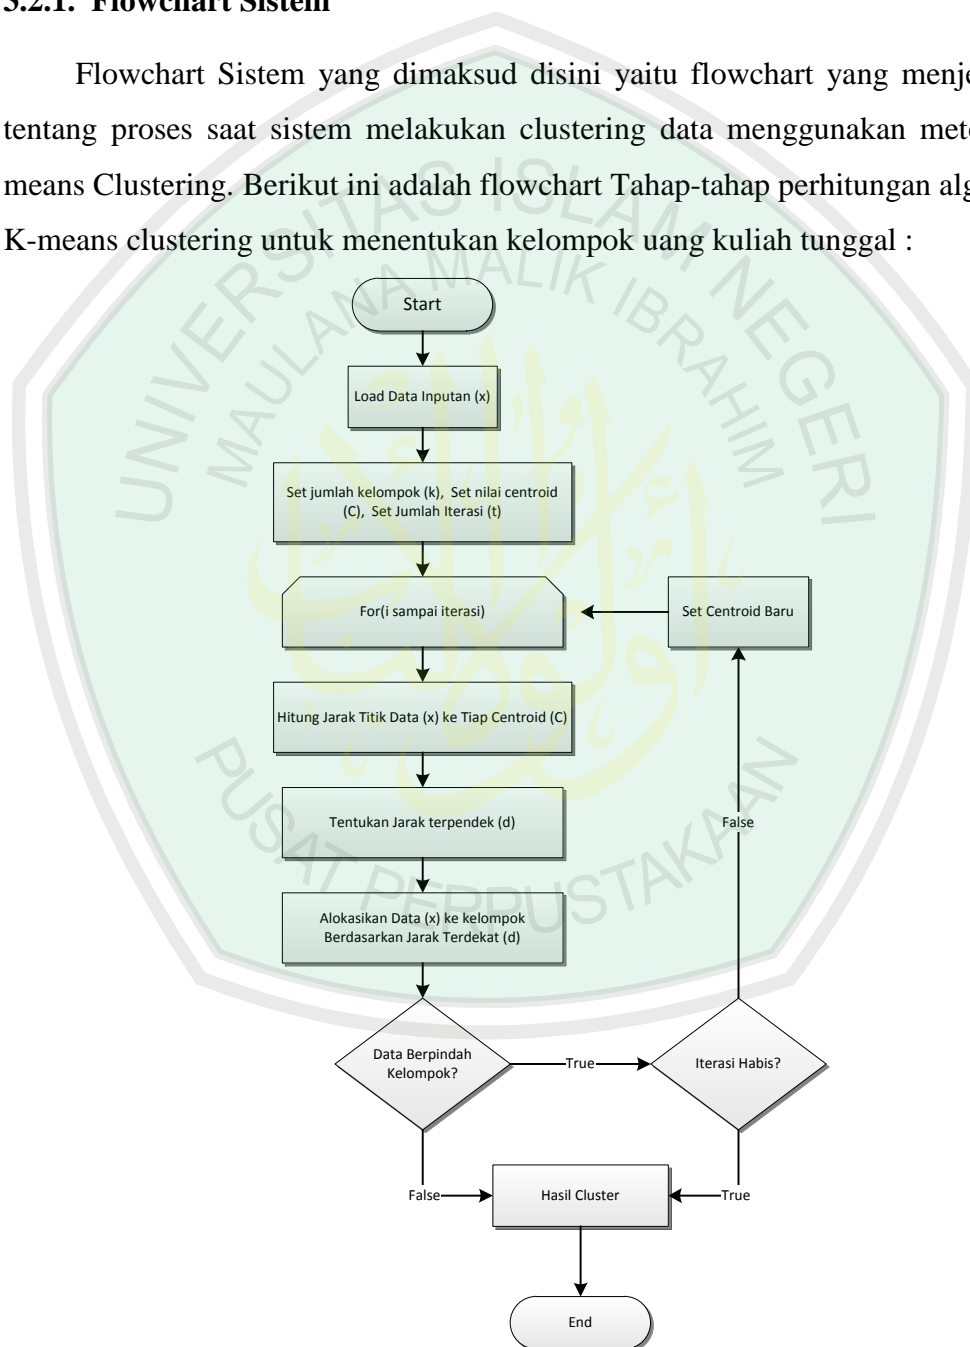 3.2.1. Flowchart Sistem
Flowchart Sistem yang dimaksud disini yaitu flowchart yang
tentang proses saat sistem melakukan clustering data menggunakan
means Clustering. Berikut ini adalah flowchart Tahap-tahap perhitungan
K-means clustering untuk menentukan kelompok uang kuliah tunggal :
UNIVERSITAS ISLAM NEGERI
MAULANA MALIK IBRAHIM
Start
Load Data Inputan (x)
Set jumlah kelompok (k), Set nilai centroid
(C), Set Jumlah Iterasi (t)
For(i sampai iterasi)
Set Centroid Baru
Hitung Jarak Titik Data (x) ke Tiap Centroid (C)
Tentukan Jarak terpendek (d)
False
Alokasikan Data (x) ke kelompok
Berdasarkan Jarak Terdekat (d)
PUSAT PERPUSTAKAAN
Data Berpindah
Kelompok?
True
Iterasi Habis?
False
Hasil Cluster
True
End